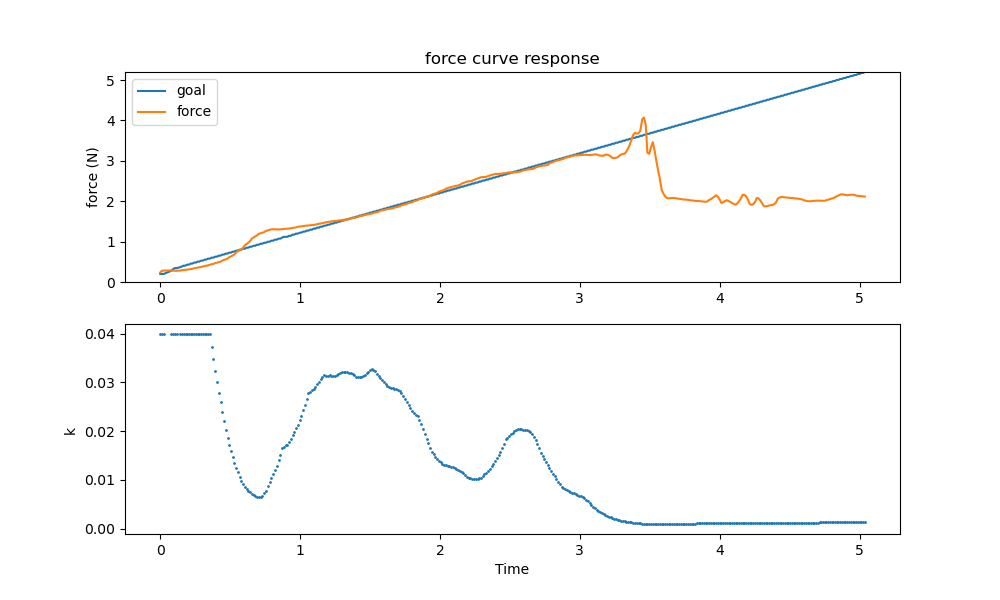 force curve response
force (N)
5
4
3
2
1
0
goal
force
0 1 2 3 4 5
k
0.04
0.03
0.02
0.01
0.00
0 1 2 3 4 5
Time